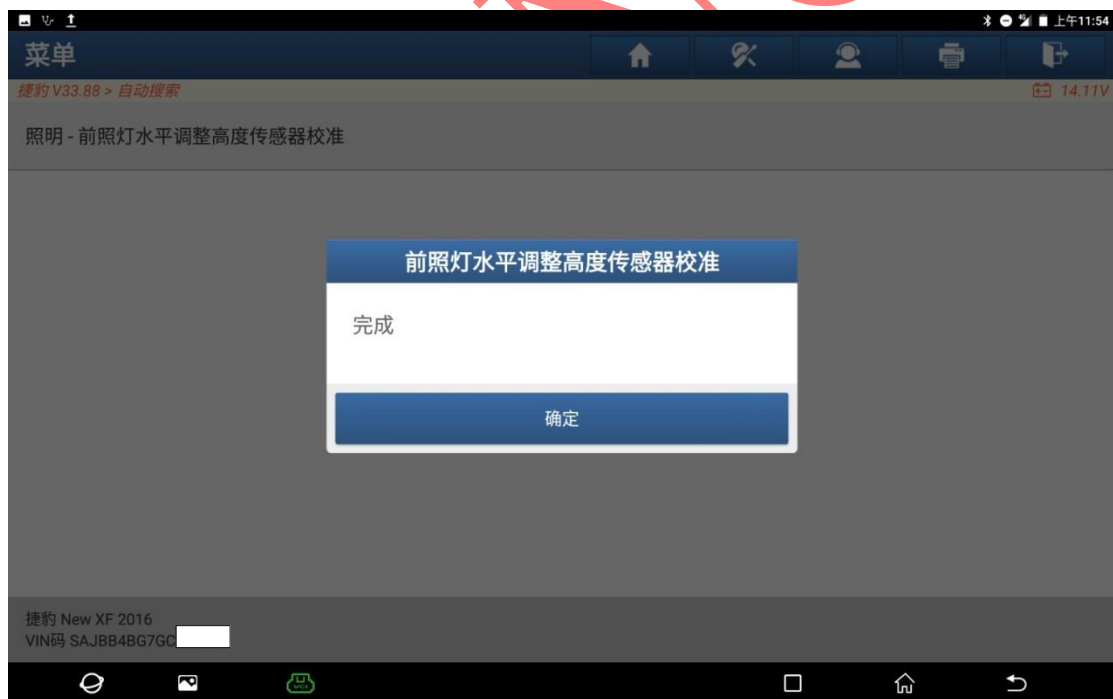 上午11:54
菜单
捷豹 V33.88 > 自动搜索
14.11V
照明 - 前照灯水平调整高度传感器校准
前照灯水平调整高度传感器校准
完成
确定
捷豹 New XF 2016
VIN码 SAJBB4BG7GC
VCI